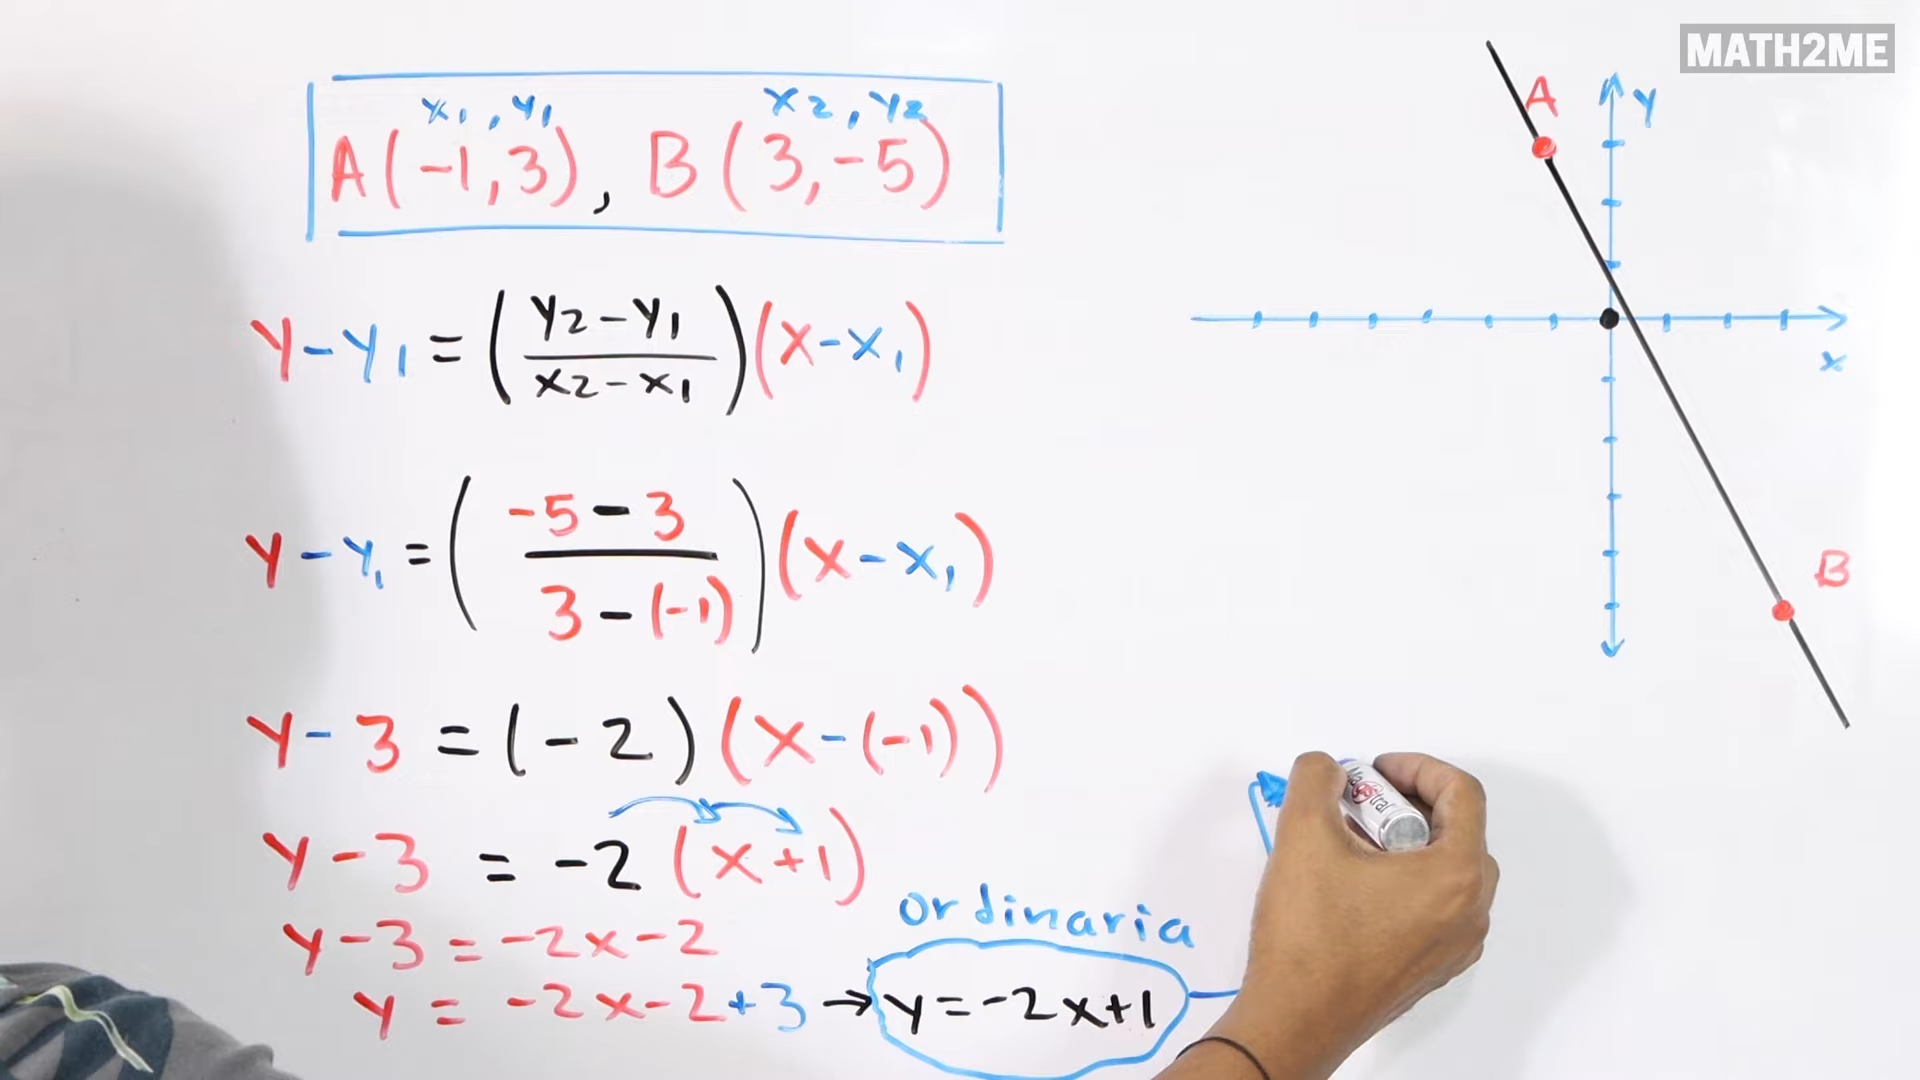 MATH2ME
x₁, y₁ x₂, y₂
A(-1,3), B(3,-5)
y-y₁=((y₂-y₁)/(x₂-x₁))(x-x₁)
y-y₁=((-5-3)/(3-(-1)))(x-x₁)
y-3=(-2)(x-(-1))
y-3=-2(x+1)
y-3=-2x-2
y=-2x-2+3→y=-2x+1
ordinaria
A
y
x
B